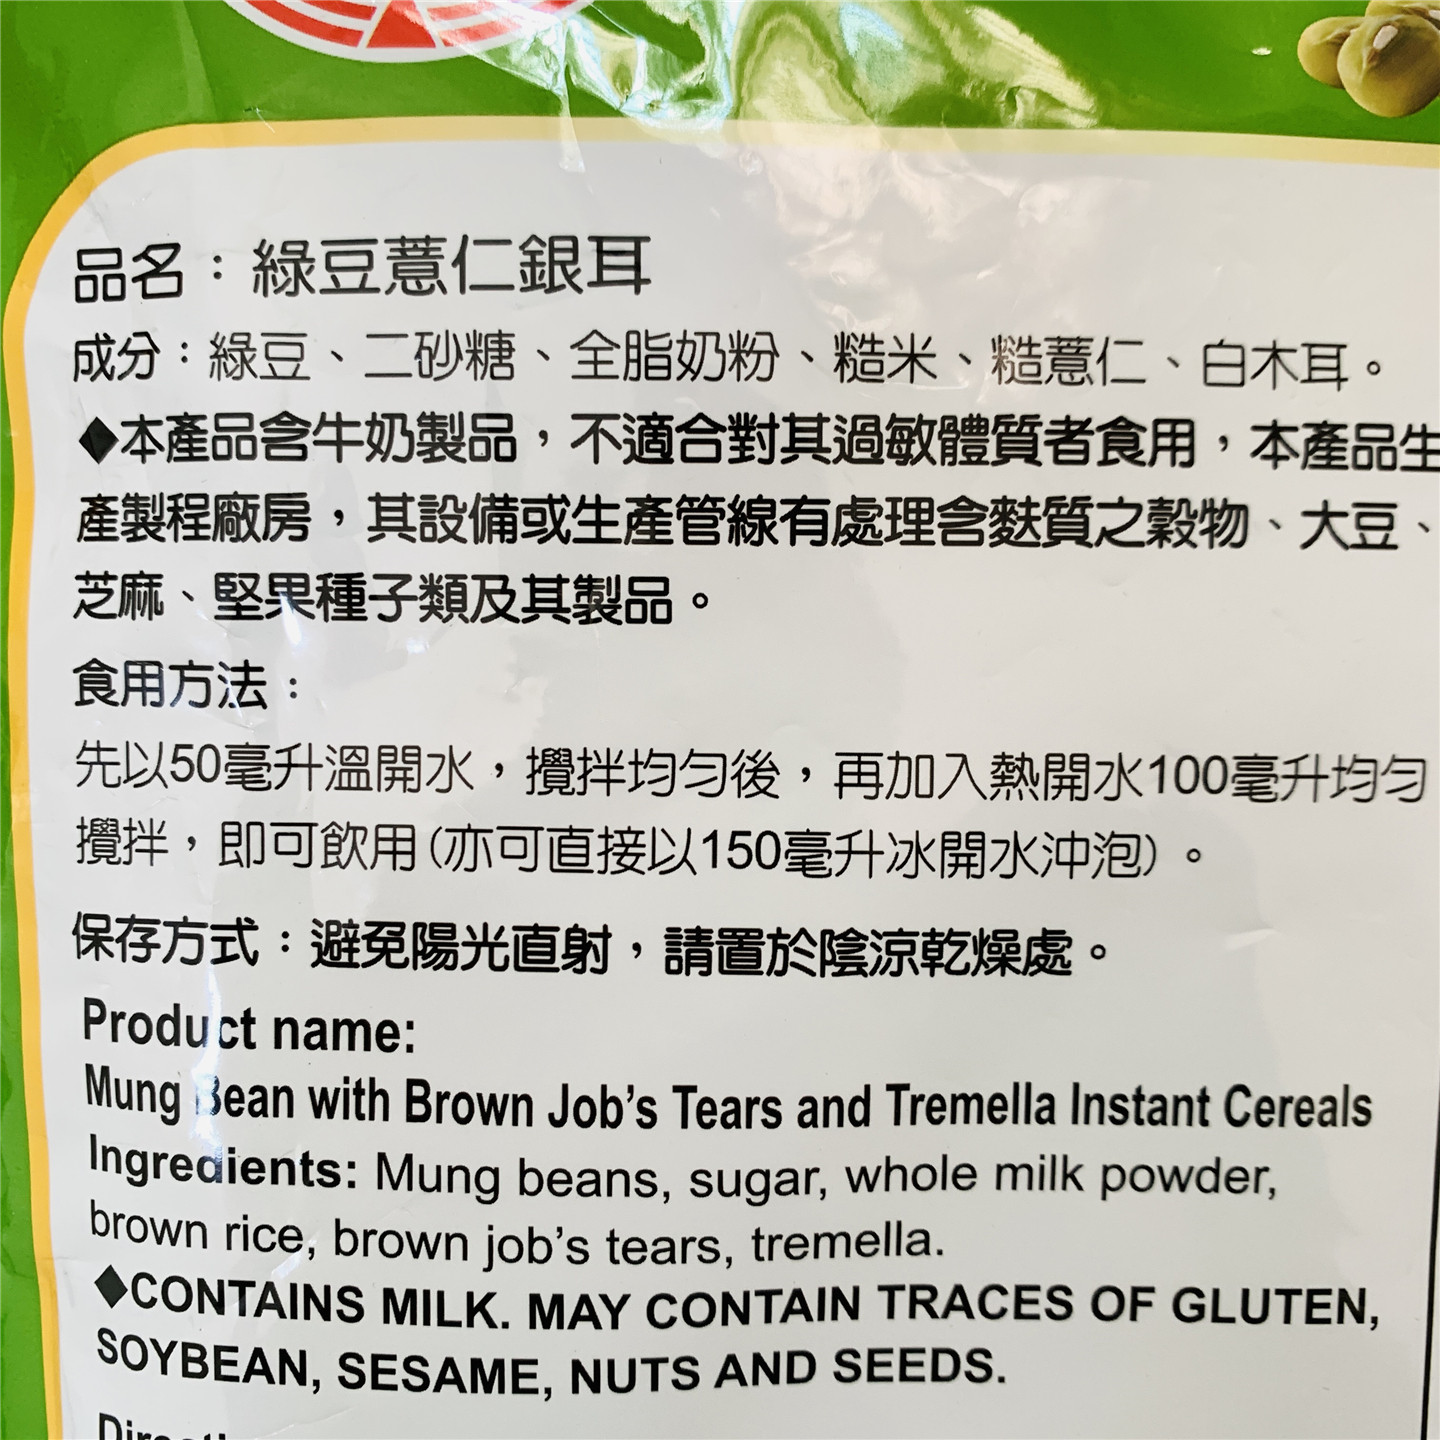 品名：綠豆薏仁銀耳
成分：綠豆、二砂糖、全脂奶粉、糙米、糙薏仁、白木耳。
◆本產品含牛奶製品，不適合對其過敏體質者食用，本產品生
產製程廠房，其設備或生產管線有處理含麩質之穀物、大豆、
芝麻、堅果種子類及其製品。
食用方法：
先以50毫升溫開水，攪拌均勻後，再加入熱開水100毫升均勻
攪拌，即可飲用(亦可直接以150毫升冰開水沖泡)。
保存方式：避免陽光直射，請置於陰涼乾燥處。
Product name:
Mung Bean with Brown Job's Tears and Tremella Instant Cereals
Ingredients: Mung beans, sugar, whole milk powder,
brown rice, brown job's tears, tremella.
◆CONTAINS MILK. MAY CONTAIN TRACES OF GLUTEN,
SOYBEAN, SESAME, NUTS AND SEEDS.